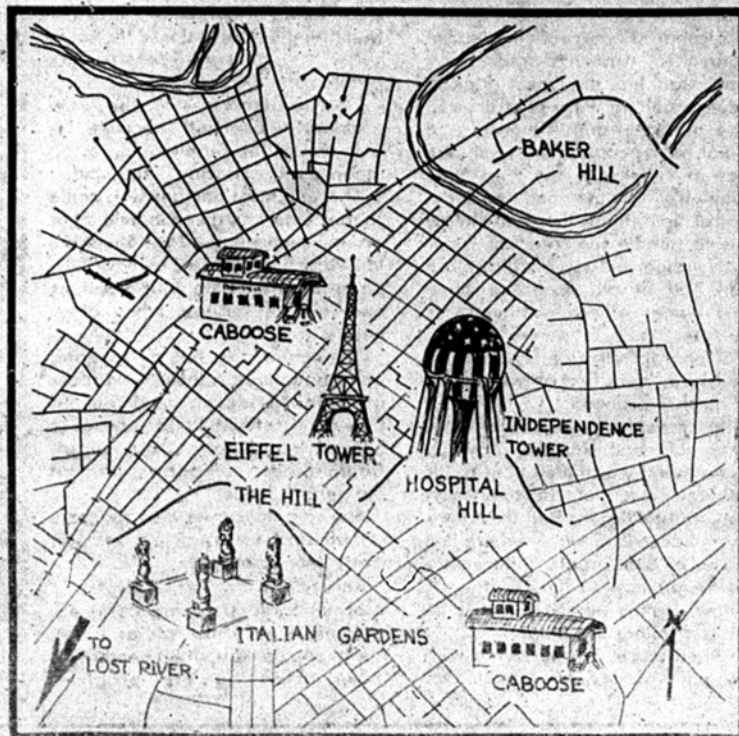 BAKER
HILL
CABOOSE
EIFFEL TOWER
INDEPENDENCE
TOWER
THE HILL
HOSPITAL
HILL
ITALIAN GARDENS
TO
LOST RIVER.
CABOOSE
N